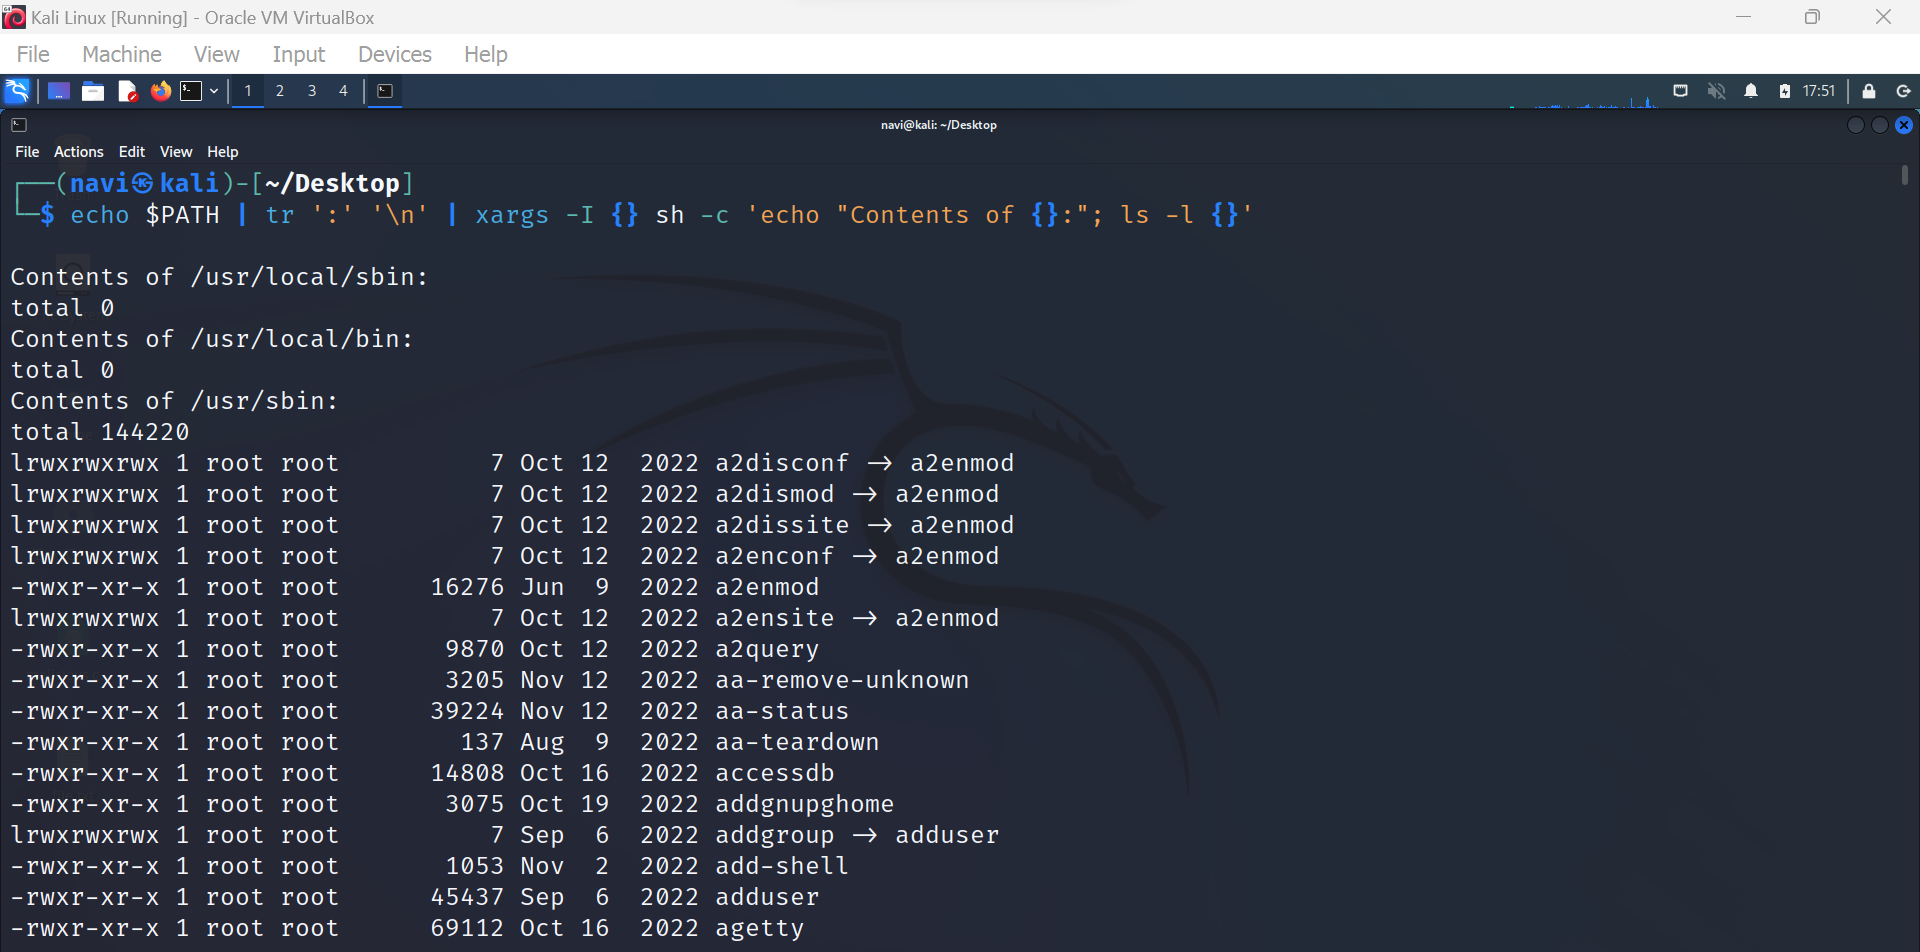 Kali Linux [Running] - Oracle VM VirtualBox
File Machine View Input Devices Help
1 2 3 4 17:51
navi@kali: ~/Desktop
File Actions Edit View Help
┌──(navi㉿kali)-[~/Desktop]
└─$ echo $PATH | tr ':' '\n' | xargs -I {} sh -c 'echo "Contents of {}:"; ls -l {}'
Contents of /usr/local/sbin:
total 0
Contents of /usr/local/bin:
total 0
Contents of /usr/sbin:
total 144220
lrwxrwxrwx 1 root root 7 Oct 12 2022 a2disconf → a2enmod
lrwxrwxrwx 1 root root 7 Oct 12 2022 a2dismod → a2enmod
lrwxrwxrwx 1 root root 7 Oct 12 2022 a2dissite → a2enmod
lrwxrwxrwx 1 root root 7 Oct 12 2022 a2enconf → a2enmod
-rwxr-xr-x 1 root root 16276 Jun 9 2022 a2enmod
lrwxrwxrwx 1 root root 7 Oct 12 2022 a2ensite → a2enmod
-rwxr-xr-x 1 root root 9870 Oct 12 2022 a2query
-rwxr-xr-x 1 root root 3205 Nov 12 2022 aa-remove-unknown
-rwxr-xr-x 1 root root 39224 Nov 12 2022 aa-status
-rwxr-xr-x 1 root root 137 Aug 9 2022 aa-teardown
-rwxr-xr-x 1 root root 14808 Oct 16 2022 accessdb
-rwxr-xr-x 1 root root 3075 Oct 19 2022 addgnupghome
lrwxrwxrwx 1 root root 7 Sep 6 2022 addgroup → adduser
-rwxr-xr-x 1 root root 1053 Nov 2 2022 add-shell
-rwxr-xr-x 1 root root 45437 Sep 6 2022 adduser
-rwxr-xr-x 1 root root 69112 Oct 16 2022 agetty